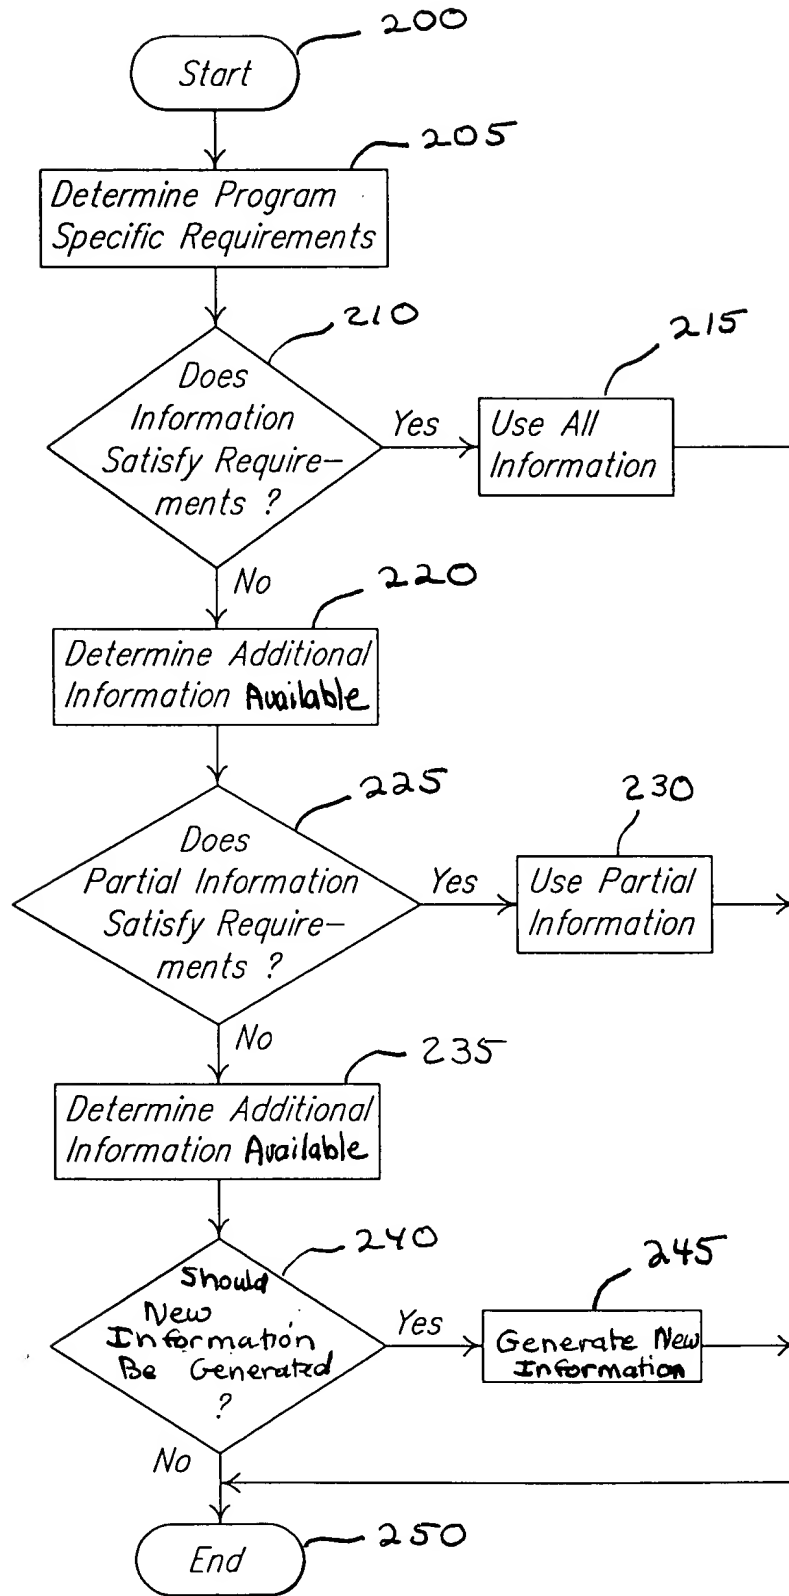 200
Start
205
Determine Program
Specific Requirements
210
Does
Information
Satisfy Require-
ments ?
Yes
215
Use All
Information
No
220
Determine Additional
Information Available
225
Does
Partial Information
Satisfy Require-
ments ?
Yes
230
Use Partial
Information
No
235
Determine Additional
Information Available
240
Should
New
Information
Be Generated
?
Yes
245
Generate New
Information
No
250
End